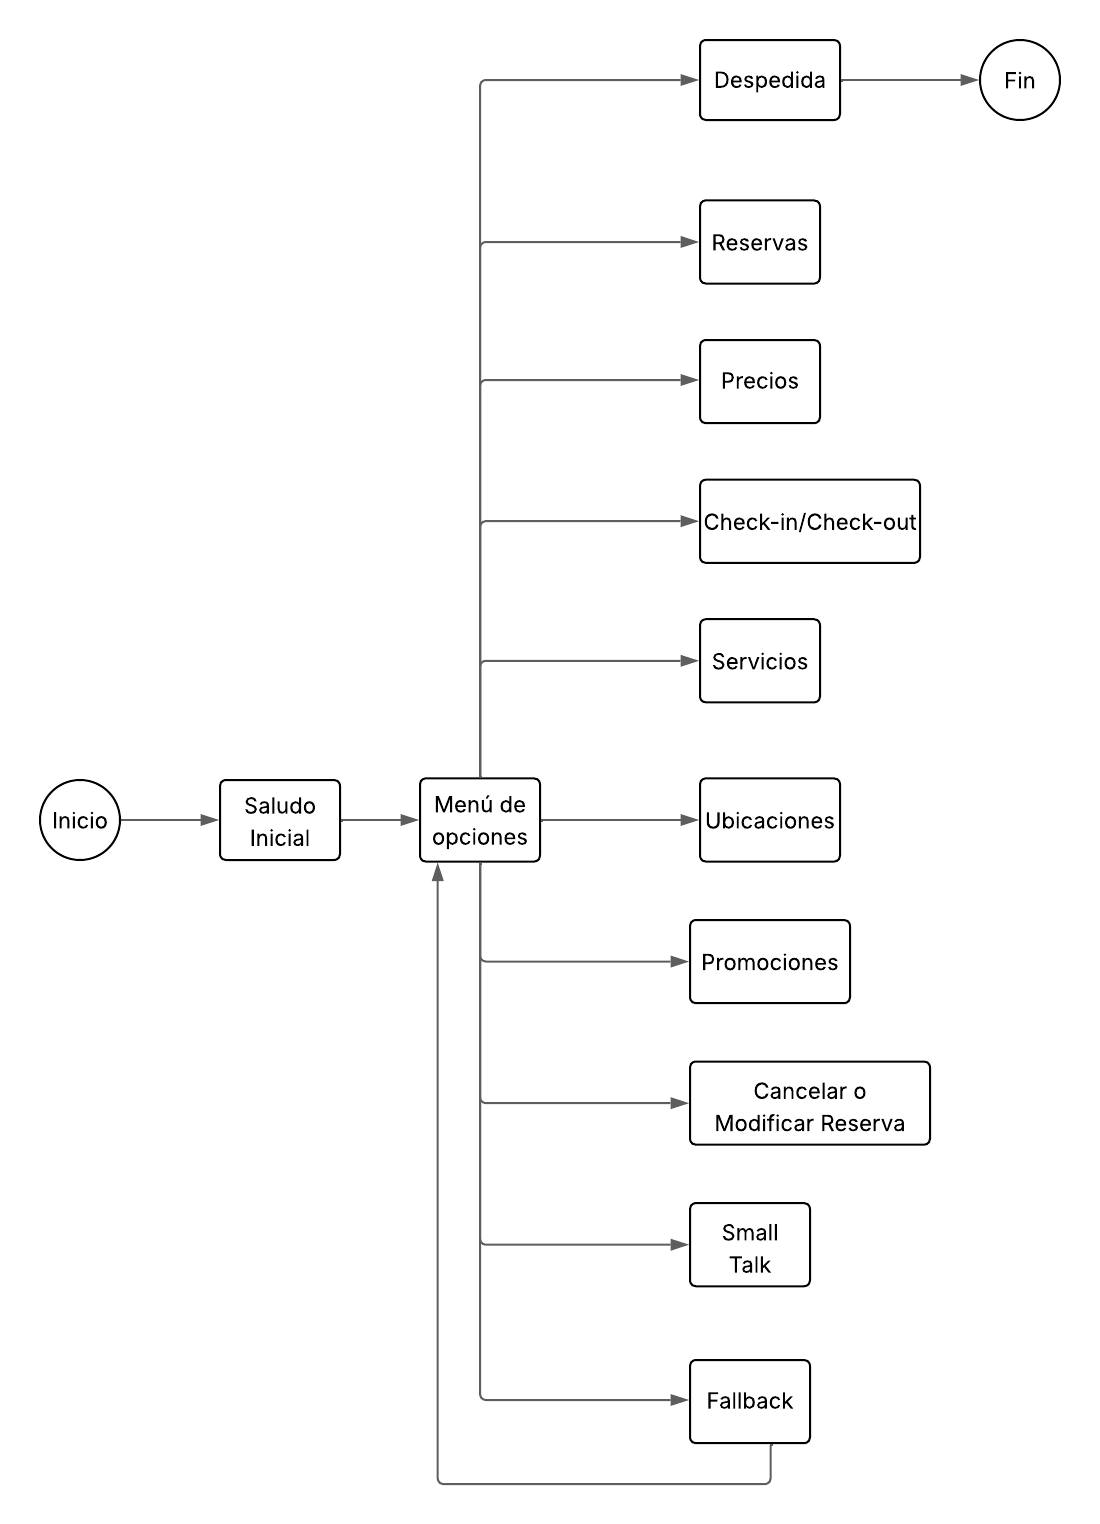 Despedida
Fin
Reservas
Precios
Check-in/Check-out
Servicios
Inicio
Saludo
Inicial
Menú de
opciones
Ubicaciones
Promociones
Cancelar o
Modificar Reserva
Small
Talk
Fallback